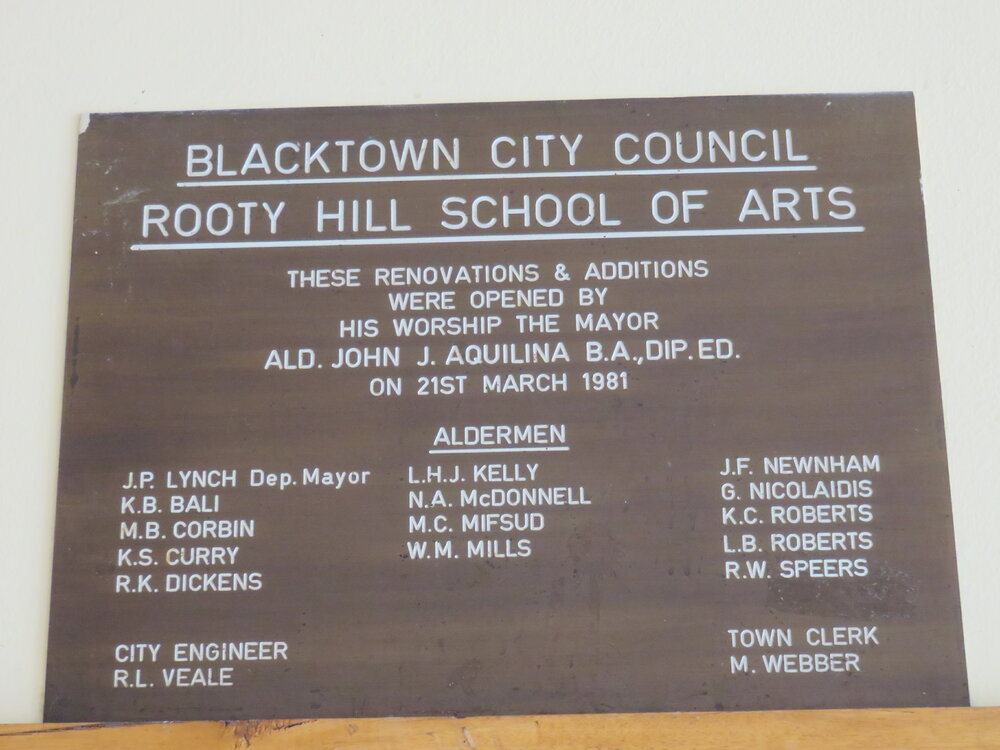 BLACKTOWN CITY COUNCIL
ROOTY HILL SCHOOL OF ARTS
THESE RENOVATIONS & ADDITIONS
WERE OPENED BY
HIS WORSHIP THE MAYOR
ALD. JOHN J. AQUILINA B.A.,DIP.ED.
ON 21ST MARCH 1981
ALDERMEN
J.P. LYNCH Dep. Mayor
K.B. BALI
M.B. CORBIN
K.S. CURRY
R.K. DICKENS
L.H.J. KELLY
N.A. McDONNELL
M.C. MIFSUD
W.M. MILLS
J.F. NEWNHAM
G. NICOLAIDIS
K.C. ROBERTS
L.B. ROBERTS
R.W. SPEERS
CITY ENGINEER
R.L. VEALE
TOWN CLERK
M. WEBBER